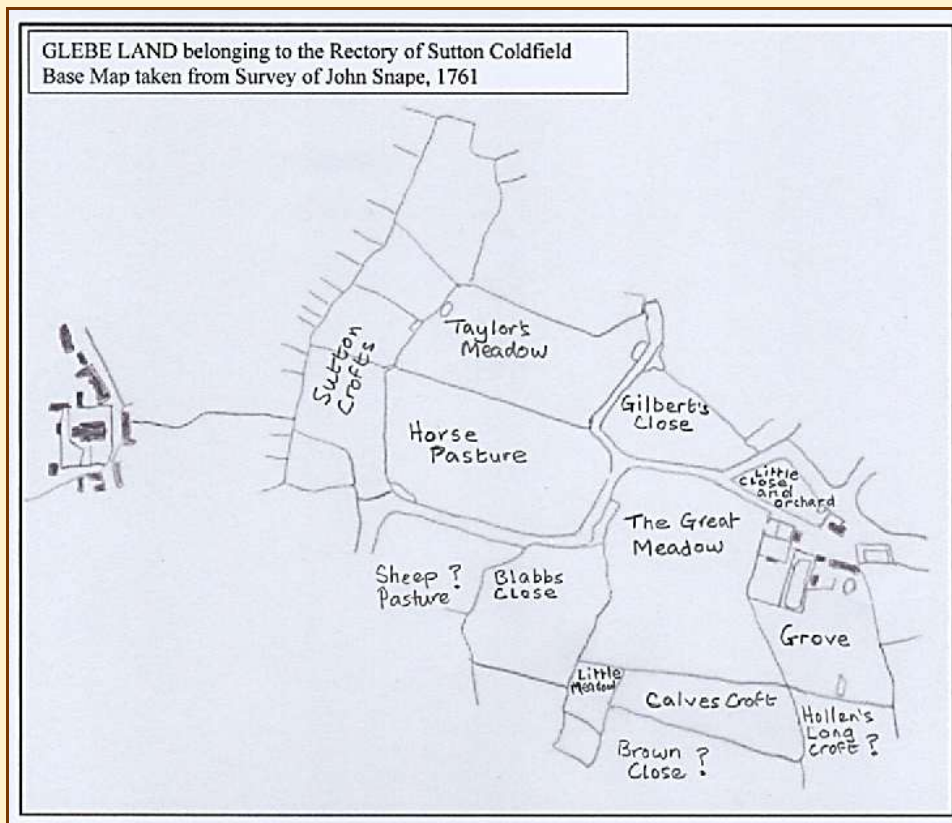 GLEBE LAND belonging to the Rectory of Sutton Coldfield
Base Map taken from Survey of John Snape, 1761
Taylor's
Meadow
Sutton
Crofts
Gilbert's
Close
Horse
Pasture
Little
Close
and
orchard
The Great
Meadow
Sheep ?
Pasture
Blabbs
Close
Grove
Little
Meadow
Calves Croft
Hollen's
Long
Croft ?
Brown ?
Close